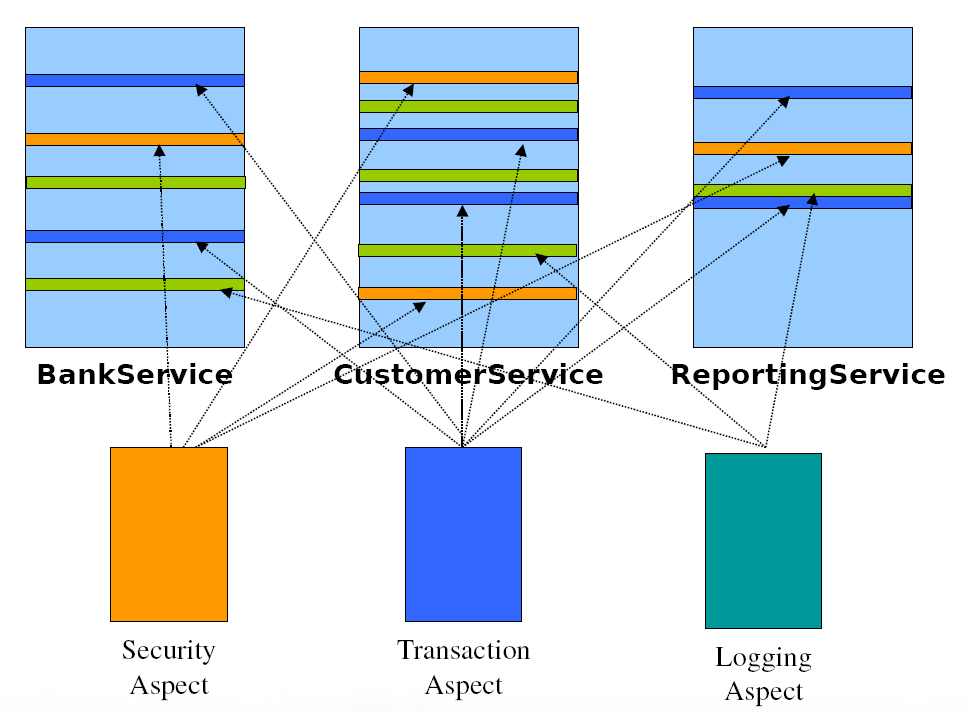 BankService
CustomerService
ReportingService
Security
Aspect
Transaction
Aspect
Logging
Aspect